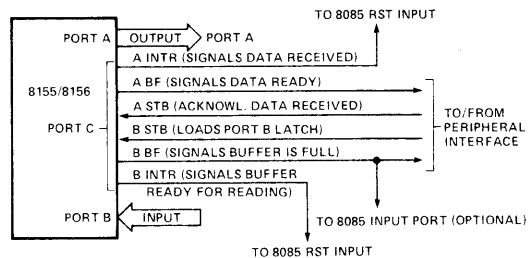 TO 8085 RST INPUT
PORT A
OUTPUT
PORT A
A INTR (SIGNALS DATA RECEIVED)
A BF (SIGNALS DATA READY)
8155/8156
A STB (ACKNOWL. DATA RECEIVED)
TO/FROM
PERIPHERAL
INTERFACE
PORT C
B STB (LOADS PORT B LATCH)
B BF (SIGNALS BUFFER IS FULL)
B INTR (SIGNALS BUFFER
READY FOR READING)
PORT B
INPUT
TO 8085 INPUT PORT (OPTIONAL)
TO 8085 RST INPUT